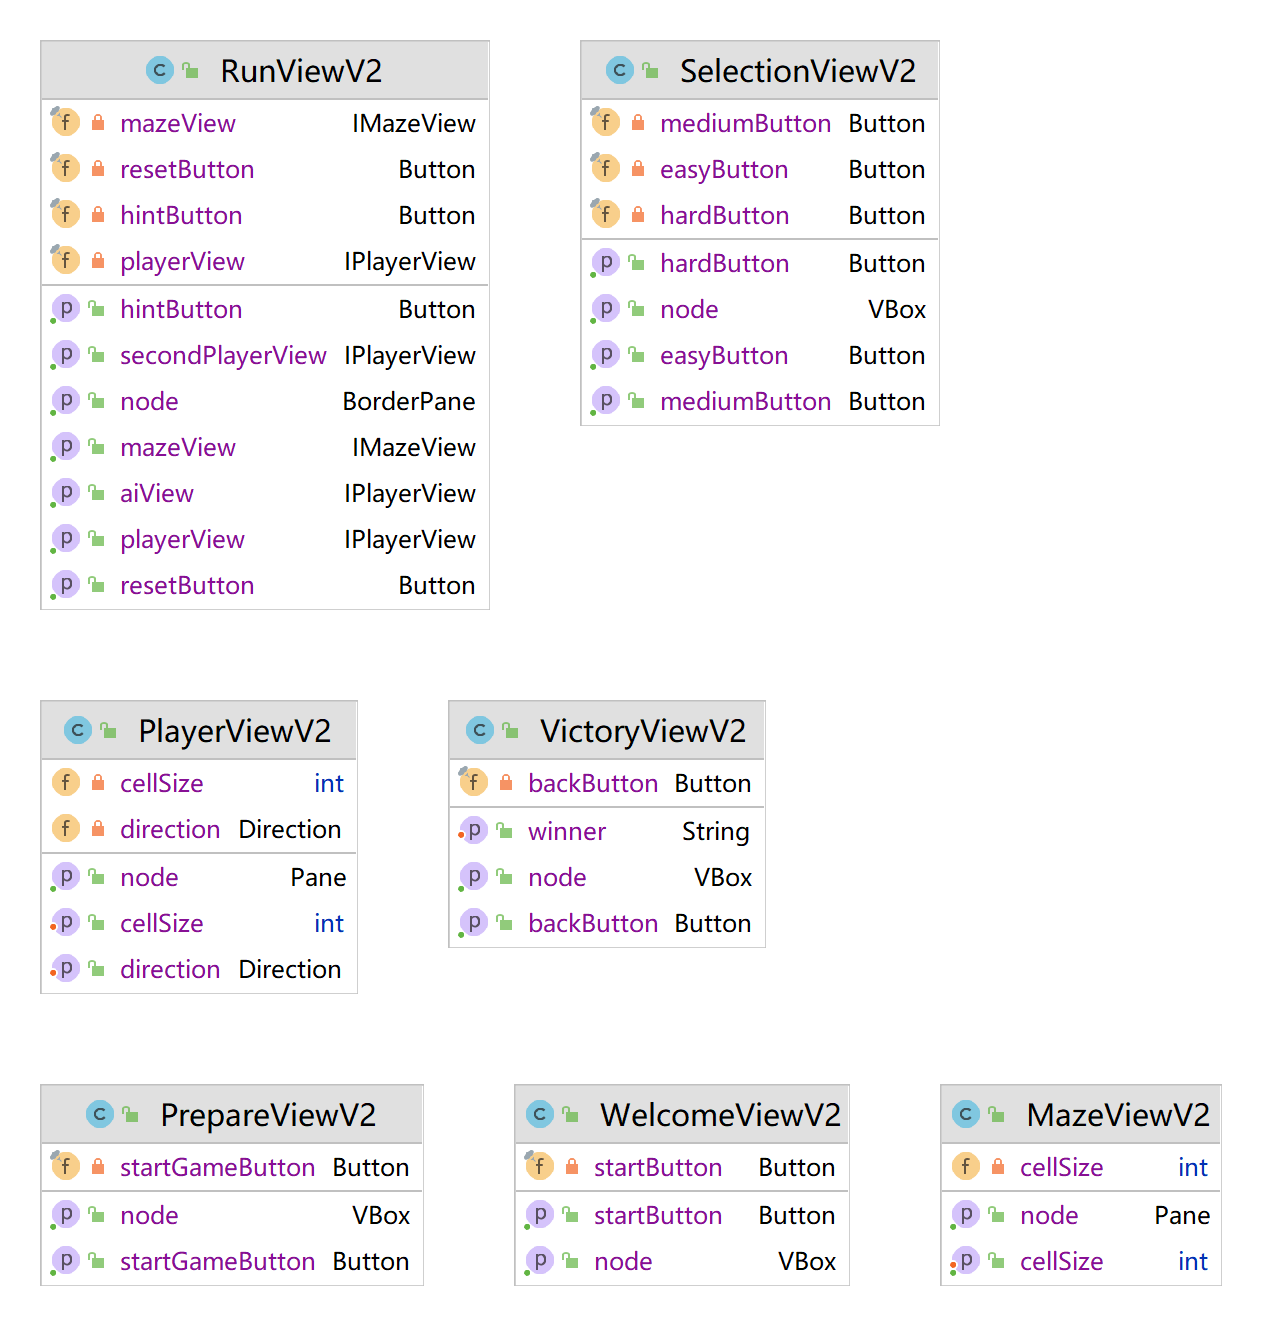 RunViewV2
mazeView IMazeView
resetButton Button
hintButton Button
playerView IPlayerView
hintButton Button
secondPlayerView IPlayerView
node BorderPane
mazeView IMazeView
aiView IPlayerView
playerView IPlayerView
resetButton Button
SelectionViewV2
mediumButton Button
easyButton Button
hardButton Button
hardButton Button
node VBox
easyButton Button
mediumButton Button
PlayerViewV2
cellSize int
direction Direction
node Pane
cellSize int
direction Direction
VictoryViewV2
backButton Button
winner String
node VBox
backButton Button
PrepareViewV2
startGameButton Button
node VBox
startGameButton Button
WelcomeViewV2
startButton Button
startButton Button
node VBox
MazeViewV2
cellSize int
node Pane
cellSize int